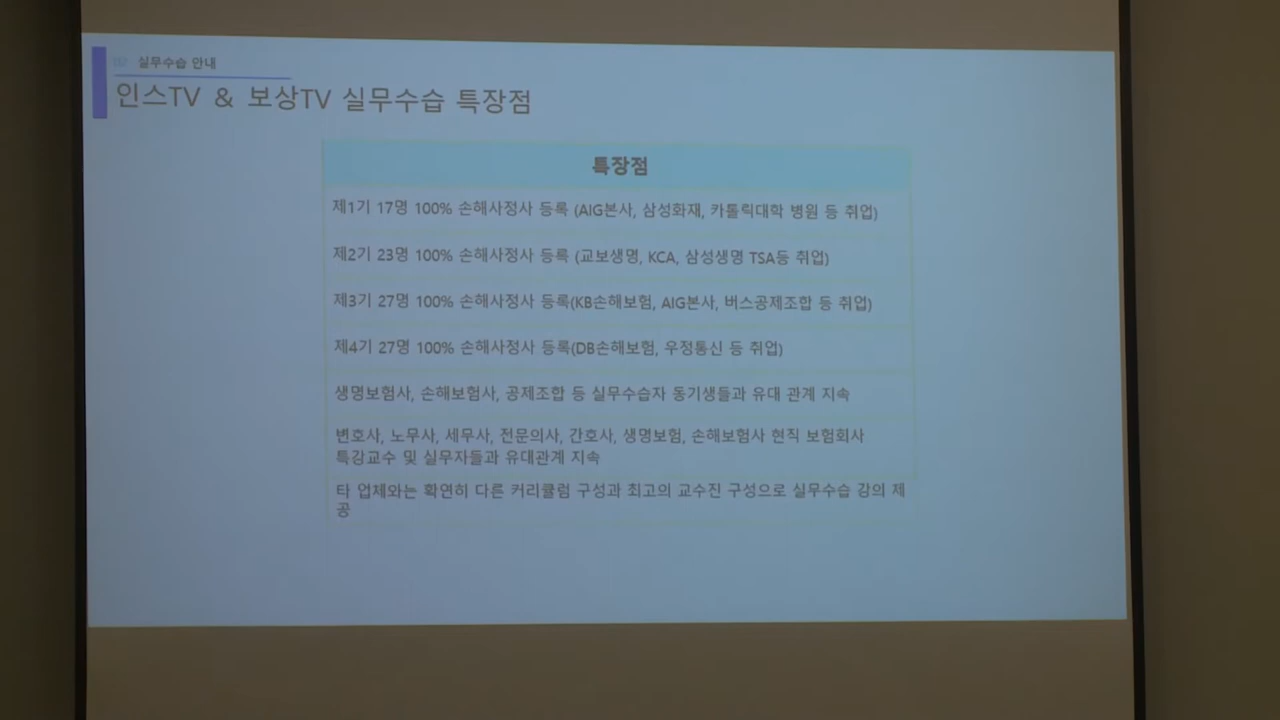 02 실무수습 안내
인스TV & 보상TV 실무수습 특장점
특장점
제1기 17명 100% 손해사정사 등록 (AIG본사, 삼성화재, 카톨릭대학 병원 등 취업)
제2기 23명 100% 손해사정사 등록 (교보생명, KCA, 삼성생명 TSA등 취업)
제3기 27명 100% 손해사정사 등록(KB손해보험, AIG본사, 버스공제조합 등 취업)
제4기 27명 100% 손해사정사 등록(DB손해보험, 우정통신 등 취업)
생명보험사, 손해보험사, 공제조합 등 실무수습자 동기생들과 유대 관계 지속
변호사, 노무사, 세무사, 전문의사, 간호사, 생명보험, 손해보험사 현직 보험회사
특강교수 및 실무자들과 유대관계 지속
타 업체와는 확연히 다른 커리큘럼 구성과 최고의 교수진 구성으로 실무수습 강의 제
공